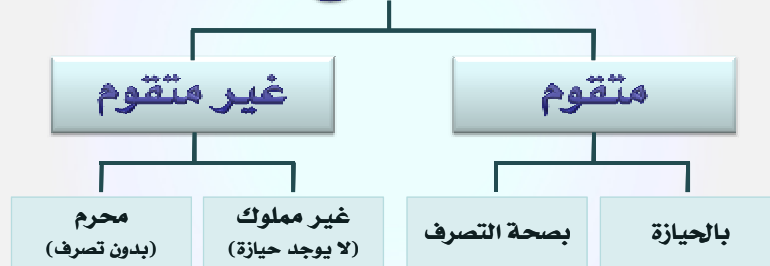 متقوم
غير متقوم
بالحيازة
بصحة التصرف
غير مملوك
(لا يوجد حيازة)
محرم
(بدون تصرف)